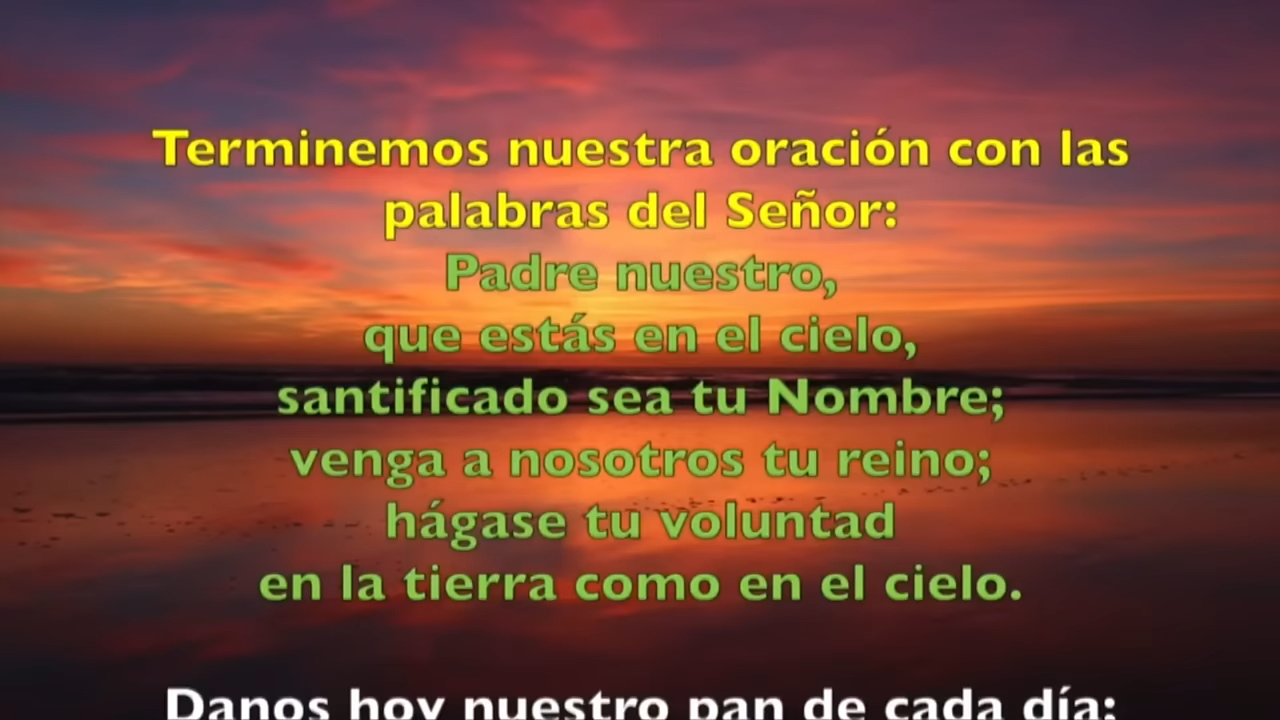 Terminemos nuestra oración con las
palabras del Señor:
Padre nuestro,
que estás en el cielo,
santificado sea tu Nombre;
venga a nosotros tu reino;
hágase tu voluntad
en la tierra como en el cielo.
Danos hoy nuestro pan de cada día;